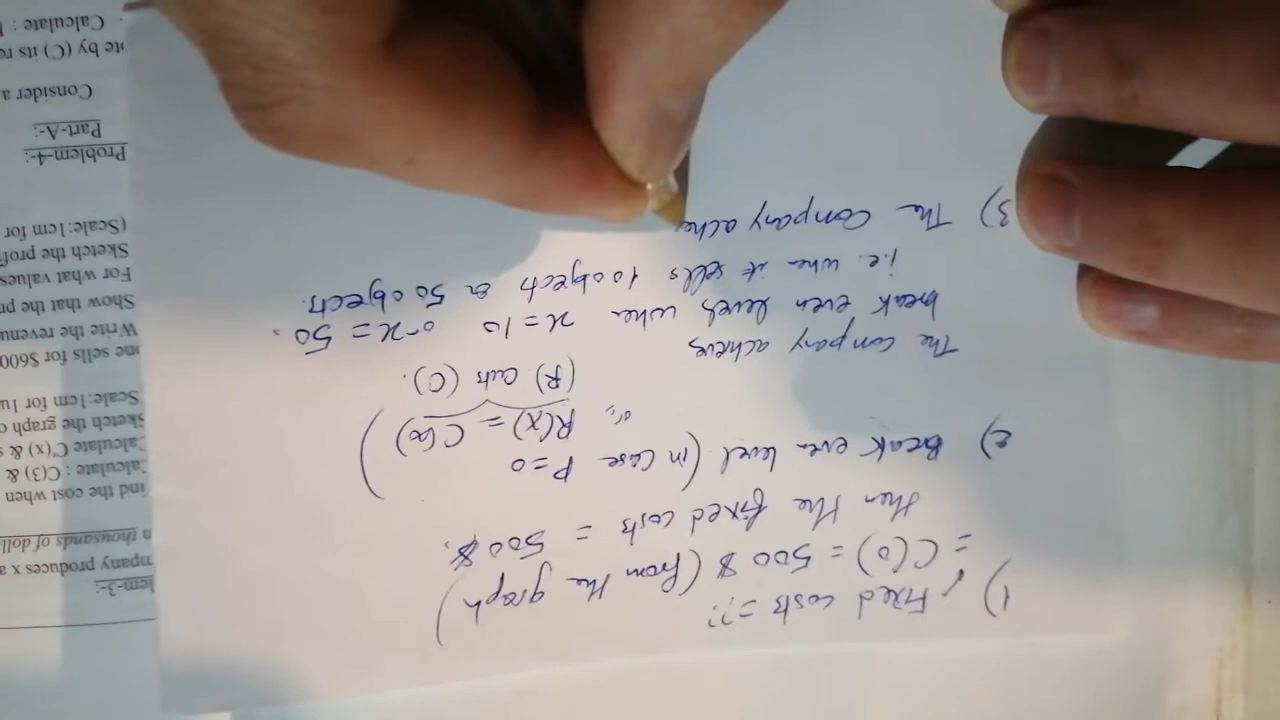 1) Fixed costs = ??
= C(0) = 500 $ (from the graph)
then the fixed costs = 500 $.
2) Break even level (in case P=0
or, R(x) = C(x))
(R) cuts (C).
The company achieves
break even level, when x = 10 or x = 50.
i.e. when it sells 10 objects or 50 objects.
3) The company achie
lem-3-:
mpany produces x a
n thousands of doll
ind the cost when
Calculate : C(3) &
Calculate C'(x) & s
Sketch the graph o
Scale:1cm for 1u
one sells for $600
Write the revenu
Show that the pr
For what values
Sketch the prof
(Scale:1cm for
Problem-4-:
Part-A-:
Consider a
ote by (C) its re
Calculate :